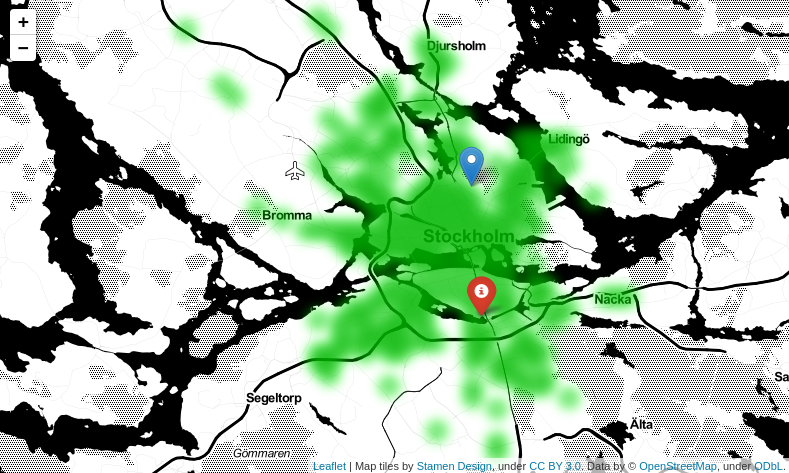 +
Djursholm
−
Lidingö
Bromma
Stockholm
i
Nacka
Sa
Segeltorp
Älta
Gömmaren
Leaflet | Map tiles by Stamen Design, under CC BY 3.0. Data by © OpenStreetMap, under ODbL.